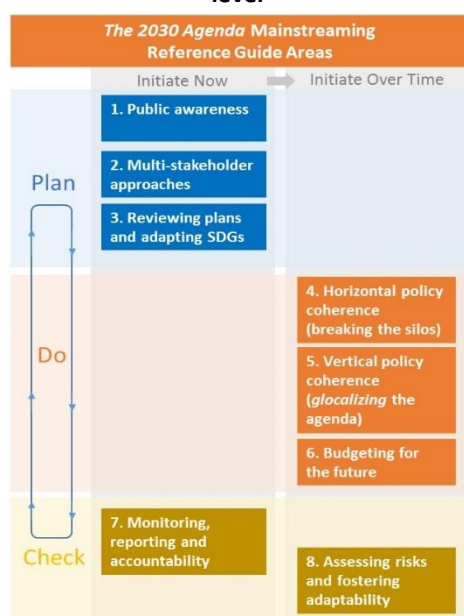 level
The 2030 Agenda Mainstreaming
Reference Guide Areas
Initiate Now
Initiate Over Time
Plan
1. Public awareness
2. Multi-stakeholder
approaches
3. Reviewing plans
and adapting SDGs
Do
4. Horizontal policy
coherence
(breaking the silos)
5. Vertical policy
coherence
(glocalizing the
agenda)
6. Budgeting for
the future
Check
7. Monitoring,
reporting and
accountability
8. Assessing risks
and fostering
adaptability